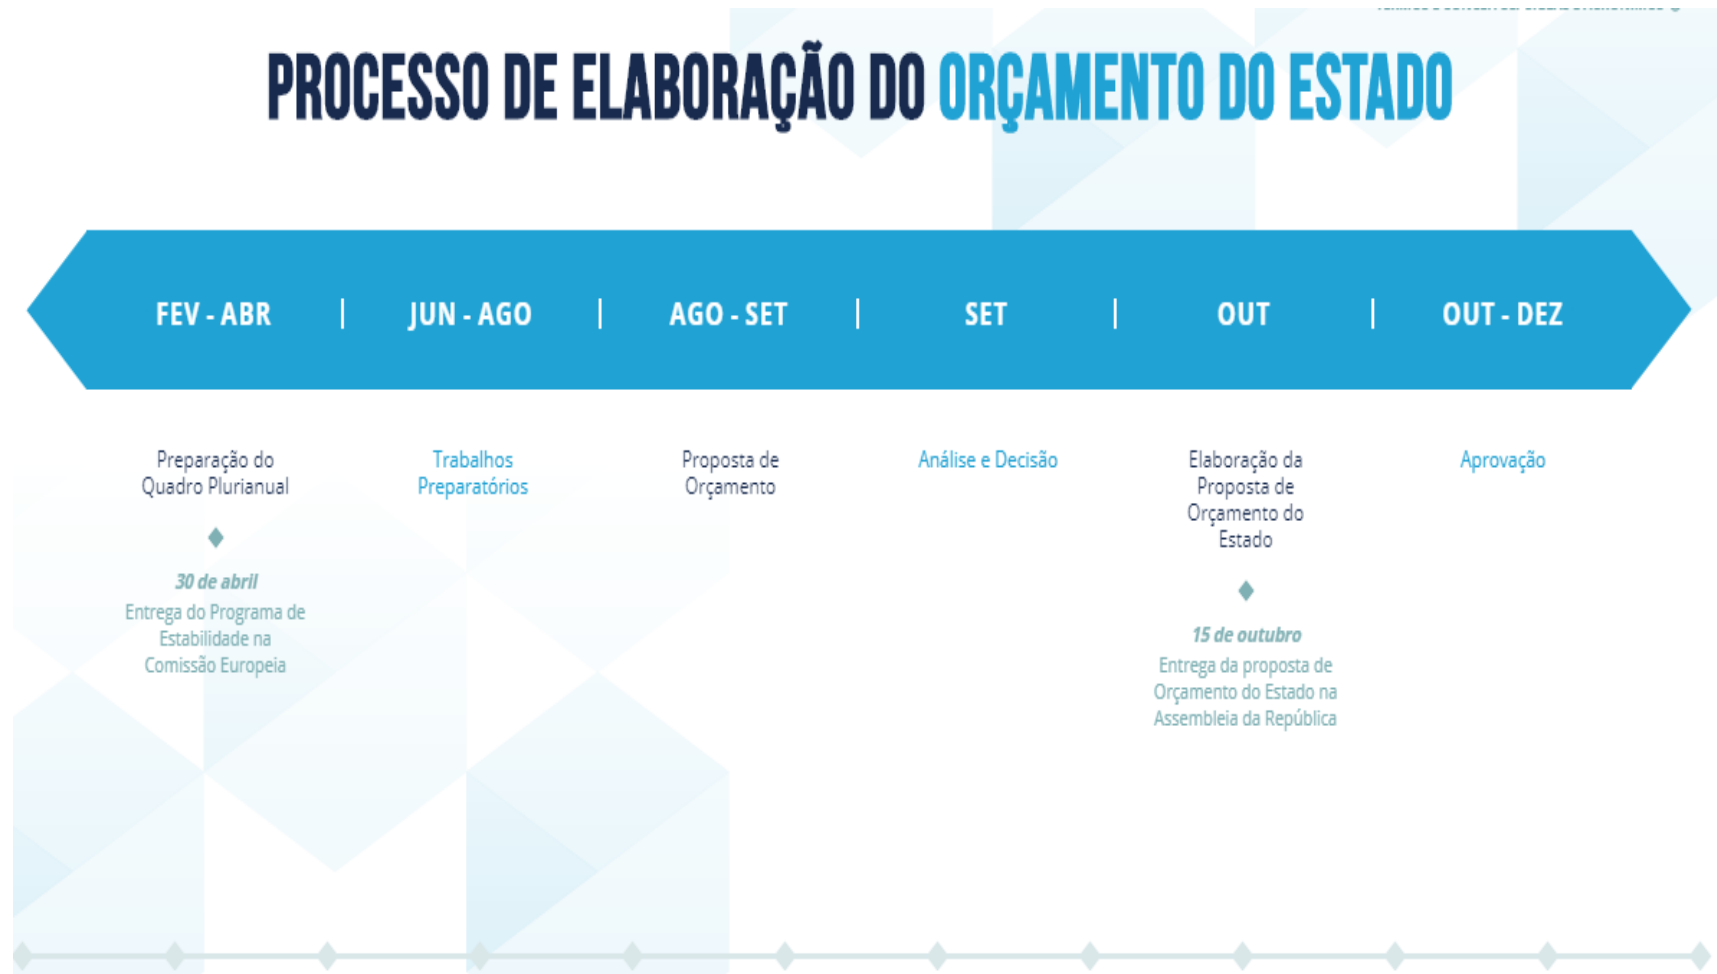 PROCESSO DE ELABORAÇÃO DO ORÇAMENTO DO ESTADO
FEV - ABR | JUN - AGO | AGO - SET | SET | OUT | OUT - DEZ
Preparação do
Quadro Plurianual
30 de abril
Entrega do Programa de
Estabilidade na
Comissão Europeia
Trabalhos
Preparatórios
Proposta de
Orçamento
Análise e Decisão
Elaboração da
Proposta de
Orçamento do
Estado
15 de outubro
Entrega da proposta de
Orçamento do Estado na
Assembleia da República
Aprovação